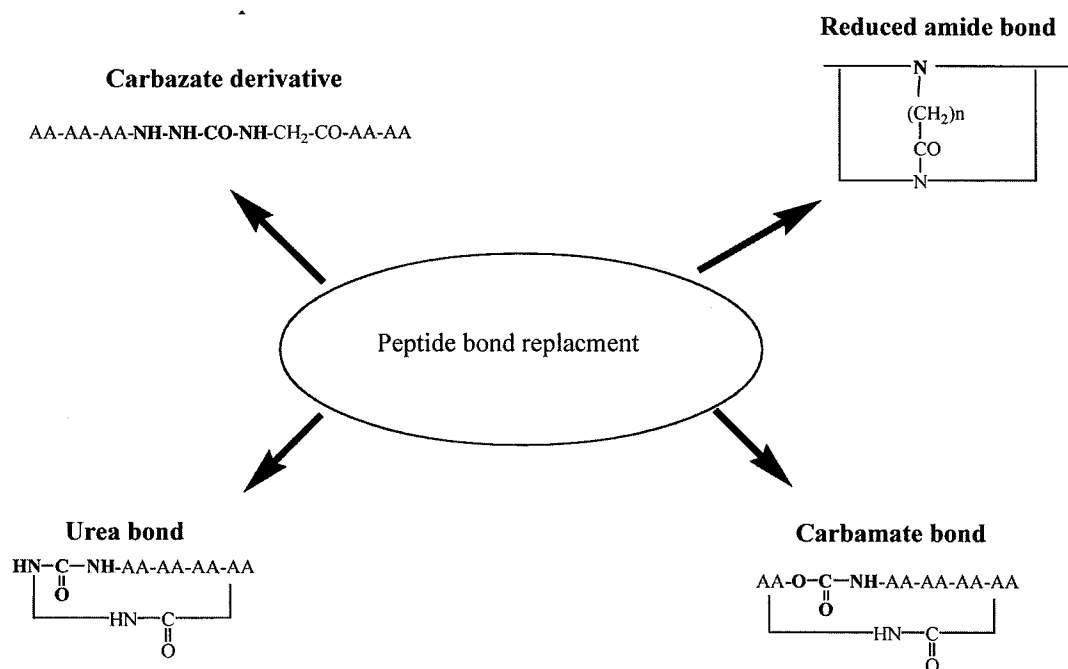 Reduced amide bond
N
(CH₂)n
CO
N
Carbazate derivative
AA-AA-AA-NH-NH-CO-NH-CH₂-CO-AA-AA
Peptide bond replacment
Urea bond
HN-C-NH-AA-AA-AA-AA
O
HN-C
O
Carbamate bond
AA-O-C-NH-AA-AA-AA-AA
O
HN-C
O